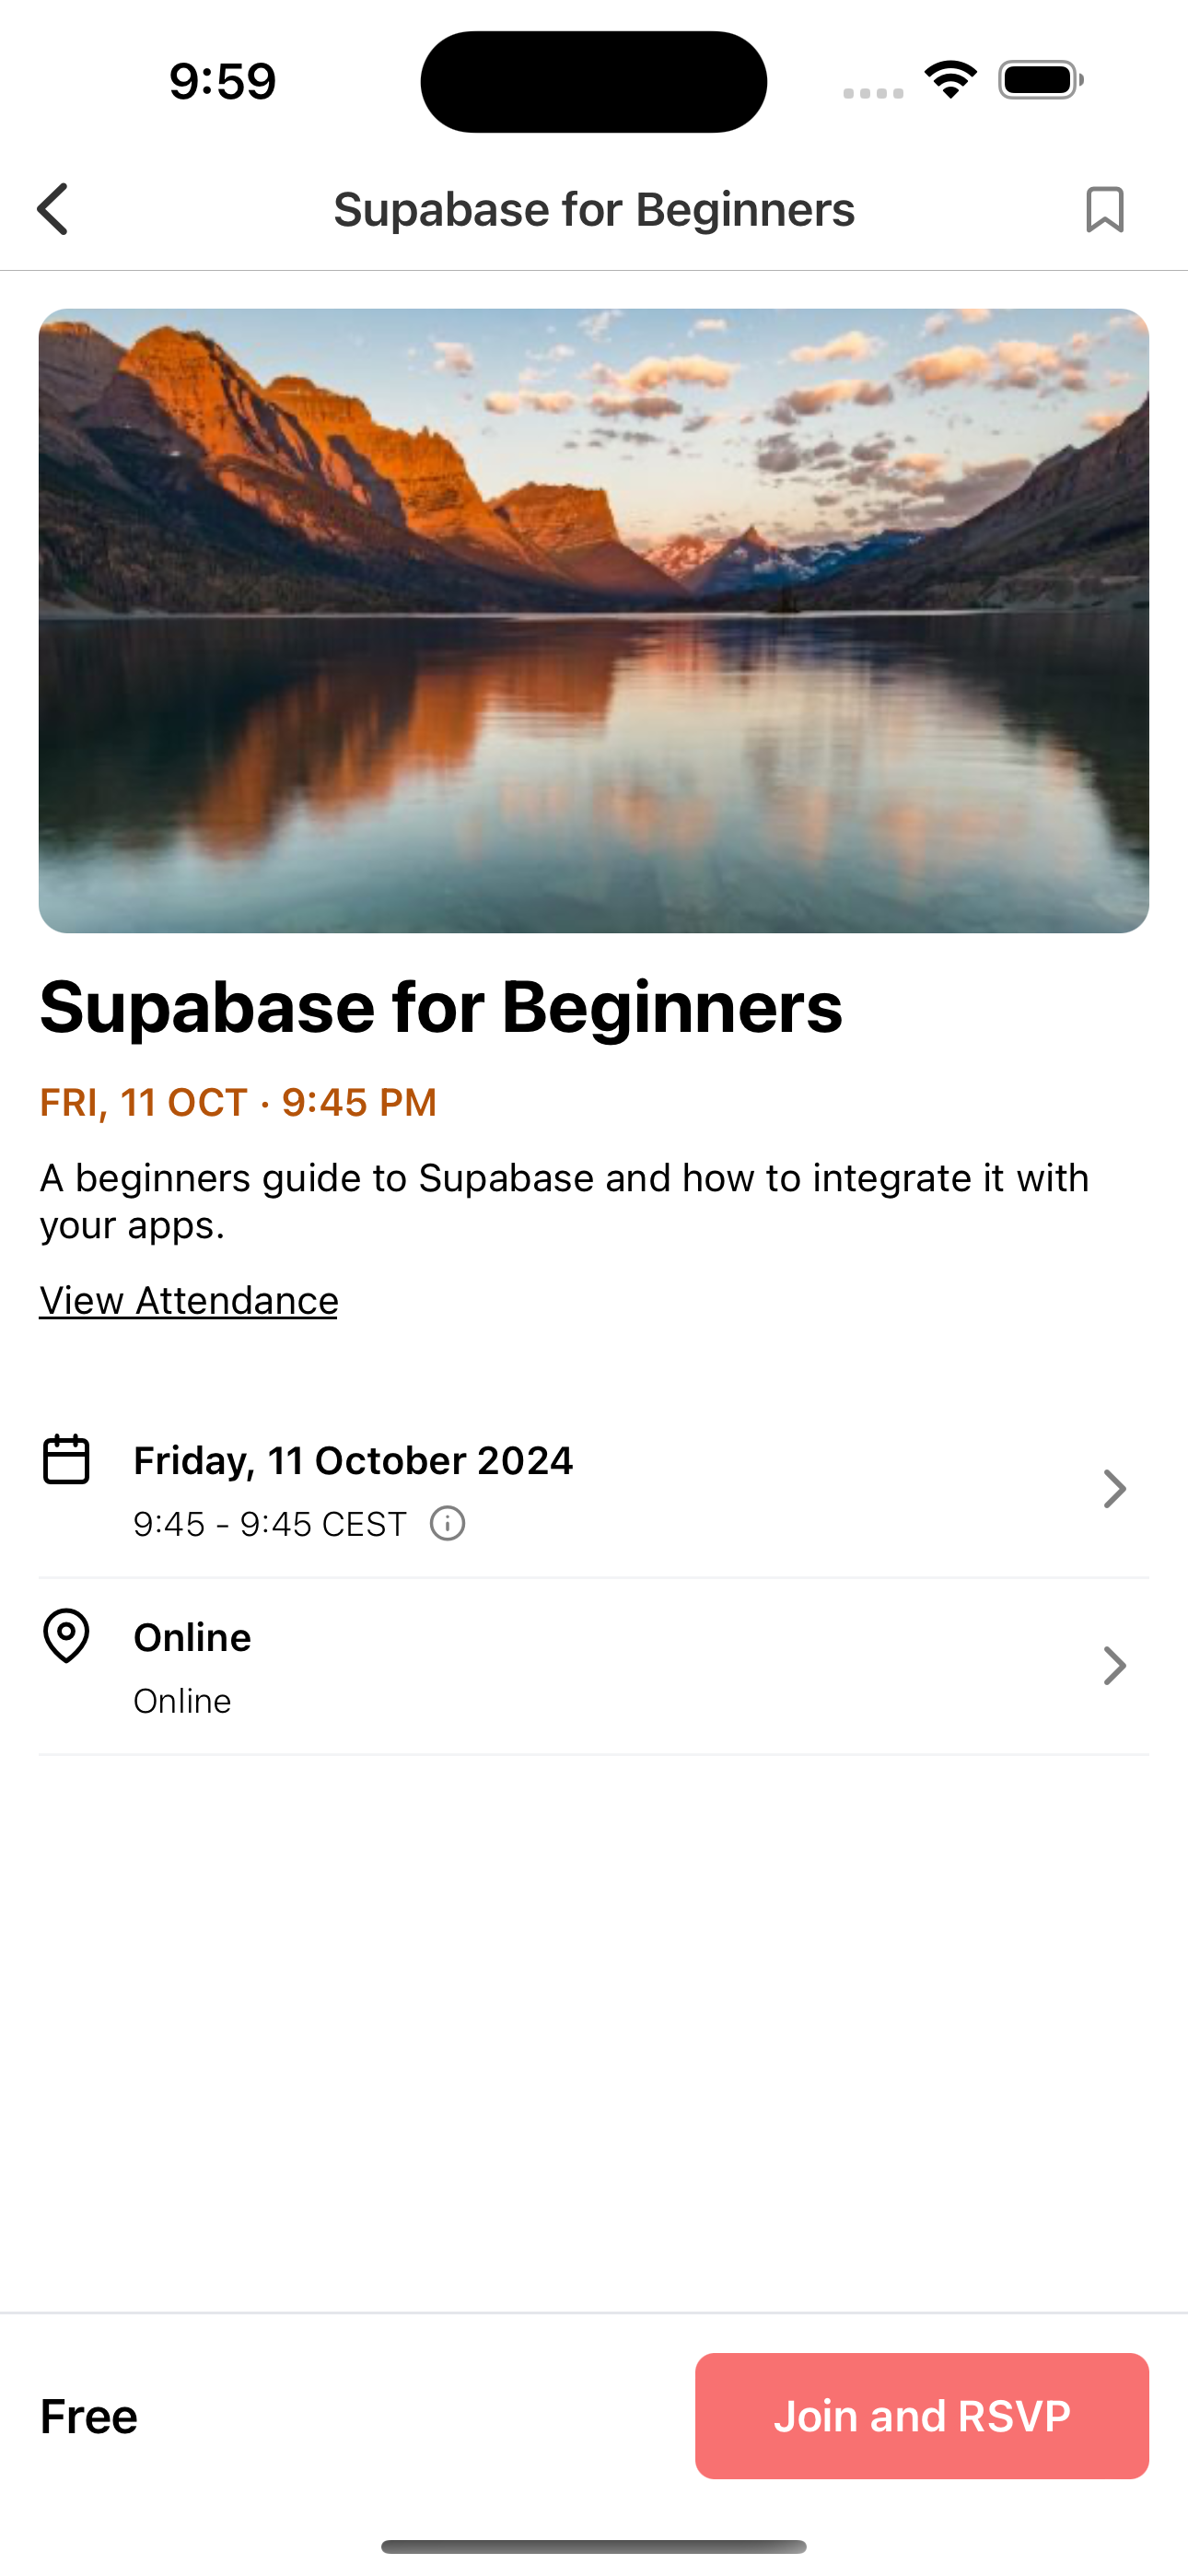 9:59
Supabase for Beginners
Supabase for Beginners
FRI, 11 OCT · 9:45 PM
A beginners guide to Supabase and how to integrate it with
your apps.
View Attendance
Friday, 11 October 2024
9:45 - 9:45 CEST
Online
Online
Free
Join and RSVP